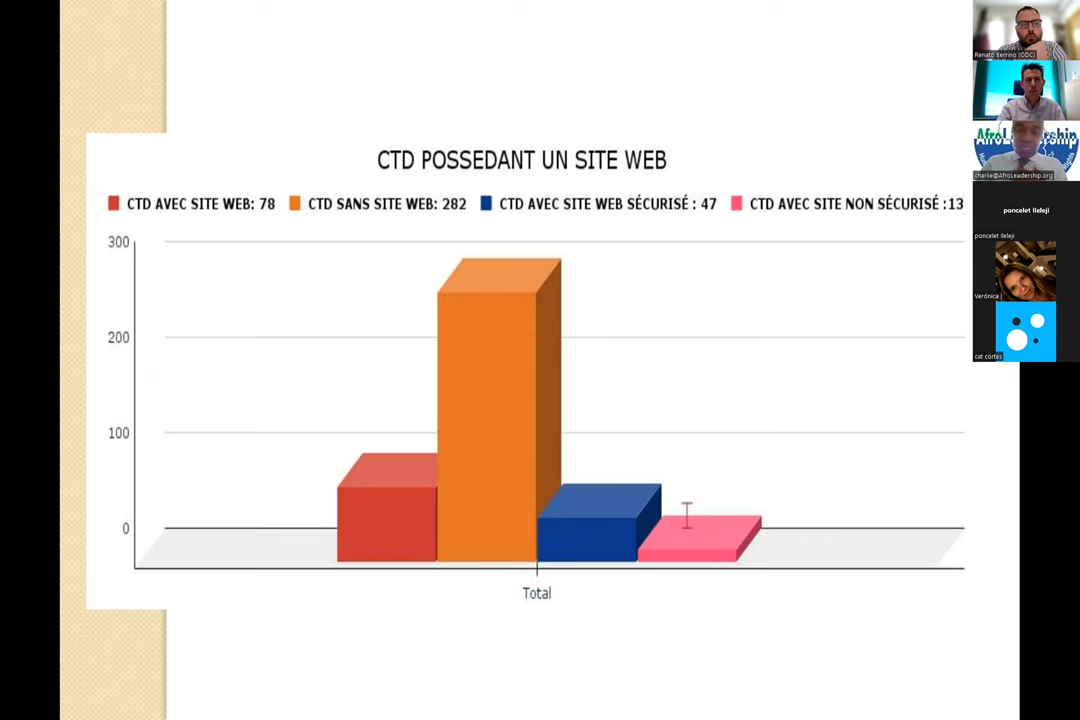 CTD POSSEDANT UN SITE WEB
CTD AVEC SITE WEB: 78
CTD SANS SITE WEB: 282
CTD AVEC SITE WEB SÉCURISÉ : 47
CTD AVEC SITE NON SÉCURISÉ :13
300
200
100
0
Total
Renato Berrino (ODC)
AfroLeadership
charlie@AfroLeadership.org
poncelet Ileleji
poncelet Ileleji
Verónica
cat cortes